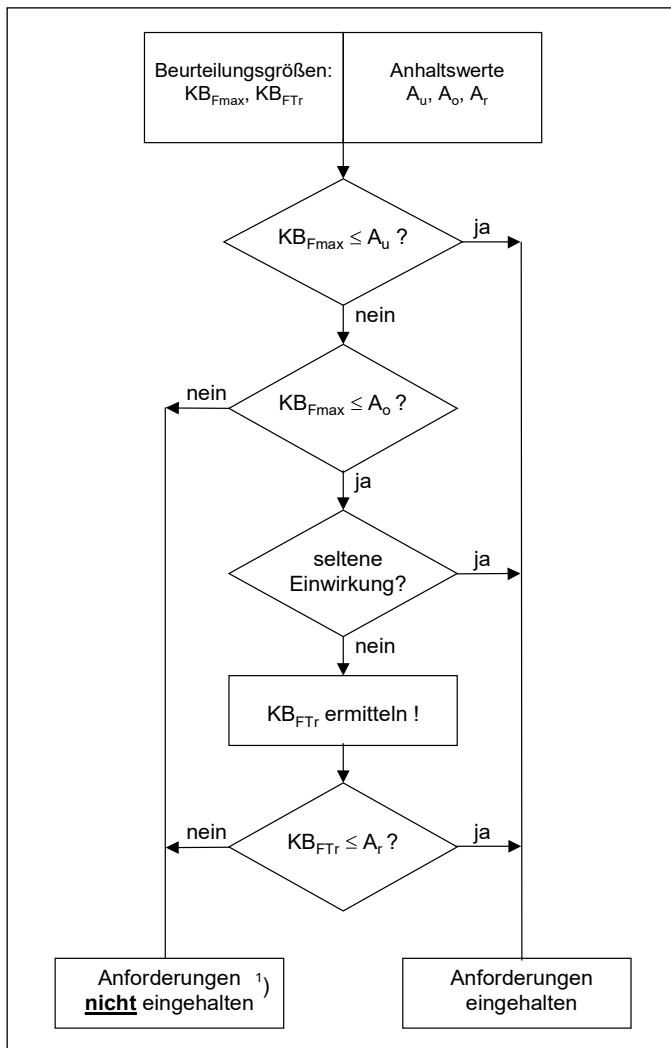 Beurteilungsgrößen:
KB_Fmax, KB_FTr
Anhaltswerte
A_u, A_o, A_r
KB_Fmax ≤ A_u ?
ja
nein
KB_Fmax ≤ A_o ?
nein
ja
seltene
Einwirkung?
ja
nein
KB_FTr ermitteln !
KB_FTr ≤ A_r ?
nein
ja
Anforderungen ¹)
nicht eingehalten
Anforderungen
eingehalten